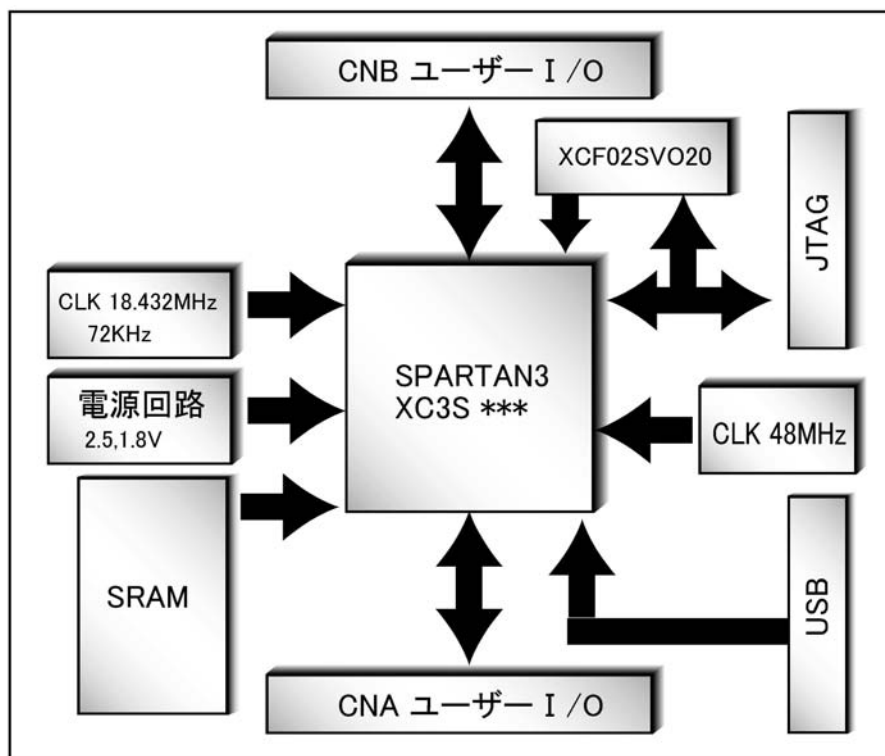 CNB ユーザー I/O
XCF02SVO20
JTAG
CLK 18.432MHz
72KHz
電源回路
2.5,1.8V
SPARTAN3
XC3S ***
CLK 48MHz
SRAM
USB
CNA ユーザー I/O